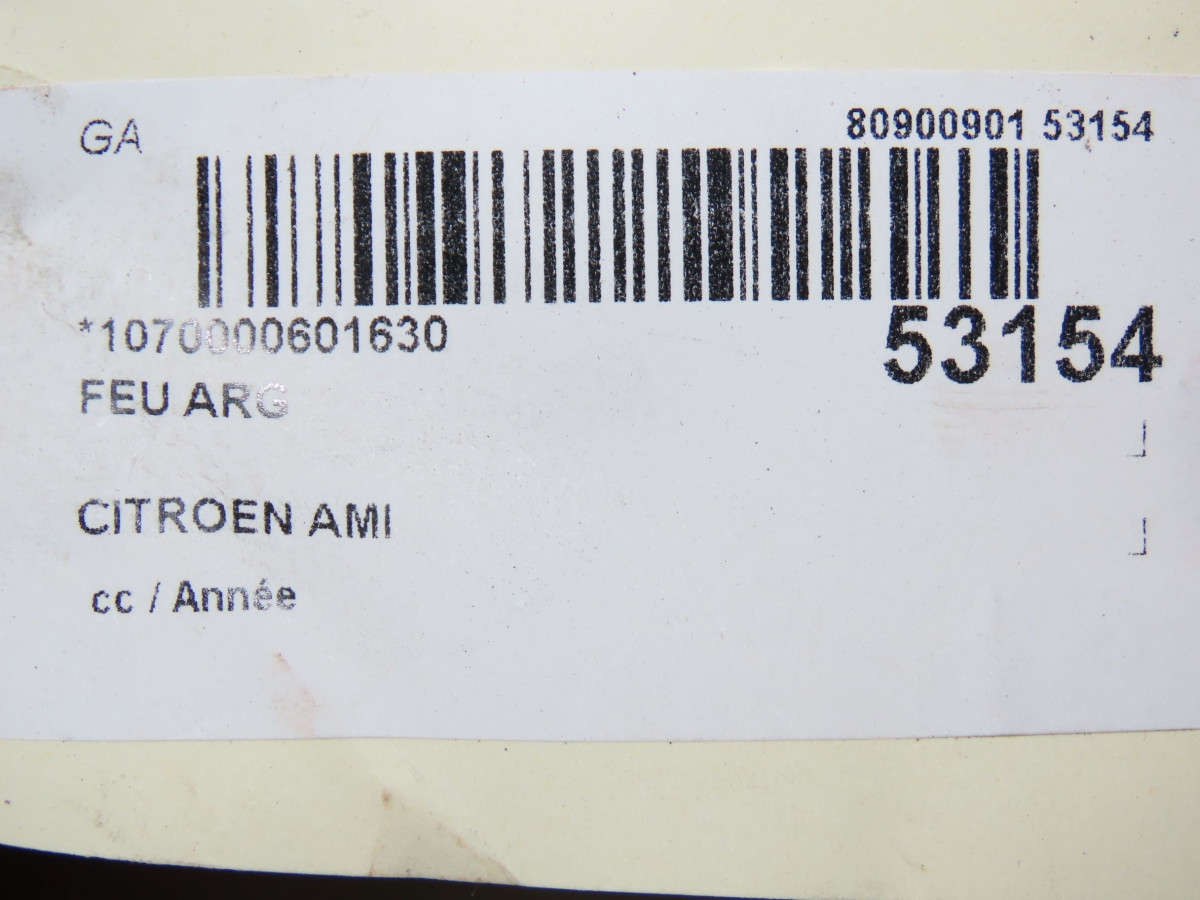 GA
80900901 53154
*1070000601630
53154
FEU ARG
CITROEN AMI
cc / Année